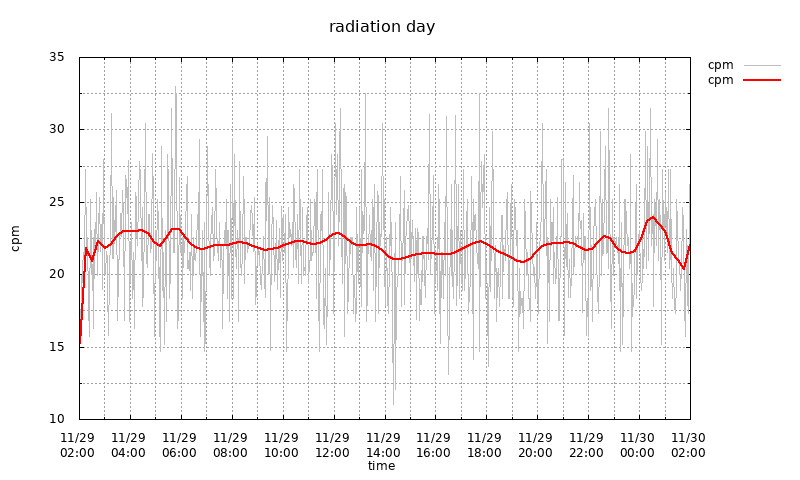 radiation day
35
30
25
20
15
10
cpm
cpm
cpm
11/29 11/29 11/29 11/29 11/29 11/29 11/29 11/29 11/29 11/29 11/29 11/30 11/30
02:00 04:00 06:00 08:00 10:00 12:00 14:00 16:00 18:00 20:00 22:00 00:00 02:00
time